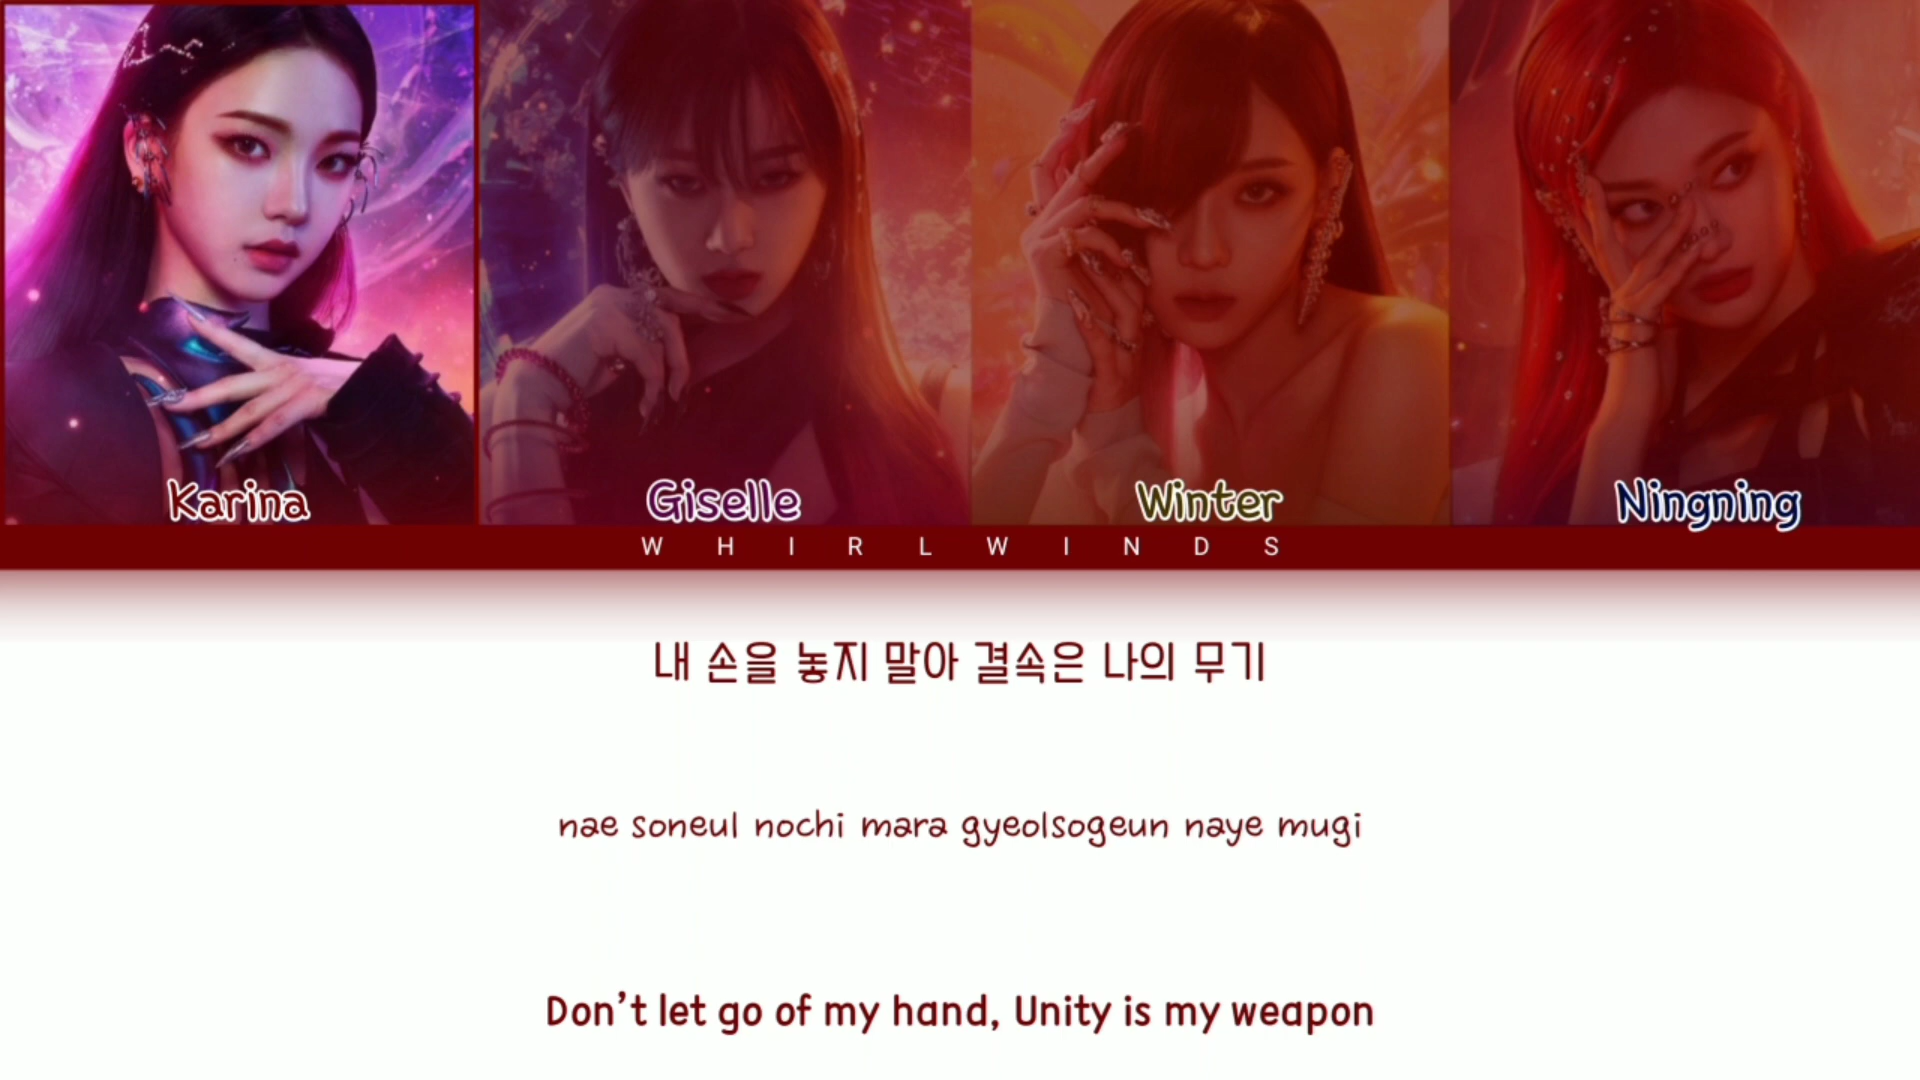 Karina
Giselle
Winter
Ningning
WHIRLWINDS
내 손을 놓지 말아 결속은 나의 무기
nae soneul nochi mara gyeolsogeun naye mugi
Don't let go of my hand, Unity is my weapon